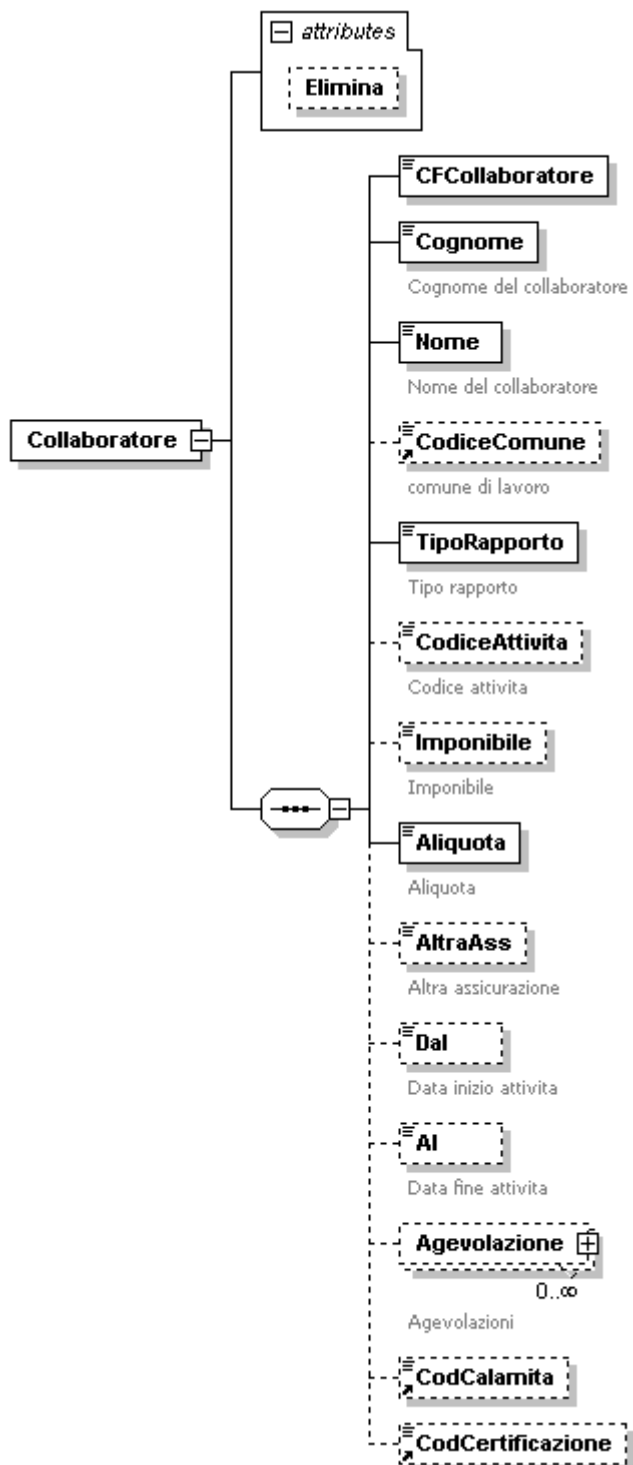 attributes
Elimina
CFCollaboratore
Cognome
Cognome del collaboratore
Nome
Nome del collaboratore
Collaboratore
CodiceComune
comune di lavoro
TipoRapporto
Tipo rapporto
CodiceAttivita
Codice attivita
Imponibile
Imponibile
Aliquota
Aliquota
AltraAss
Altra assicurazione
Dal
Data inizio attivita
Al
Data fine attivita
Agevolazione
0..∞
Agevolazioni
CodCalamita
CodCertificazione